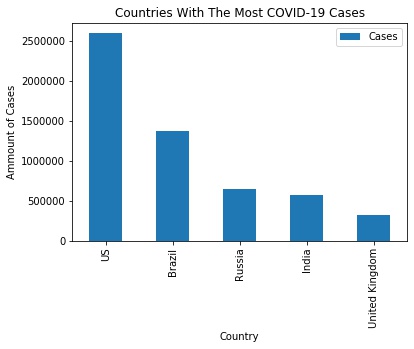 Countries With The Most COVID-19 Cases
Cases
Ammount of Cases
2500000
2000000
1500000
1000000
500000
0
US
Brazil
Russia
India
United Kingdom
Country